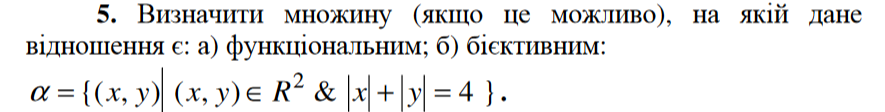 5. Визначити множину (якщо це можливо), на якій дане
відношення є: а) функціональним; б) бієктивним:
α = {(x, y)| (x, y) ∈ R² & |x| + |y| = 4 }.